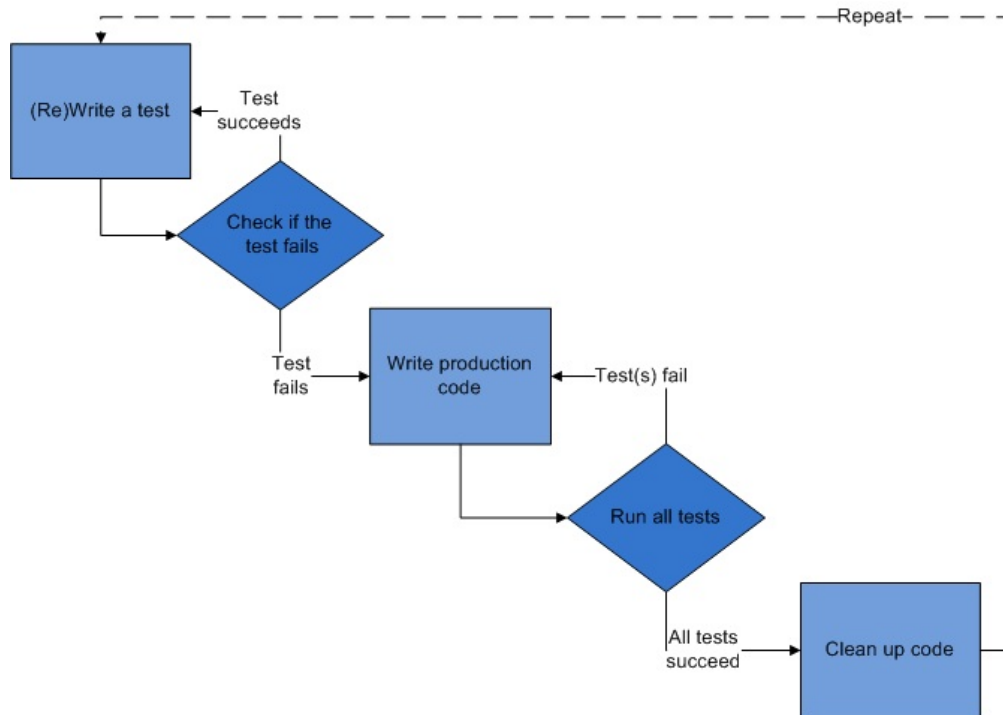 Repeat
(Re)Write a test
Test
succeeds
Check if the
test fails
Test
fails
Write production
code
Test(s) fail
Run all tests
All tests
succeed
Clean up code